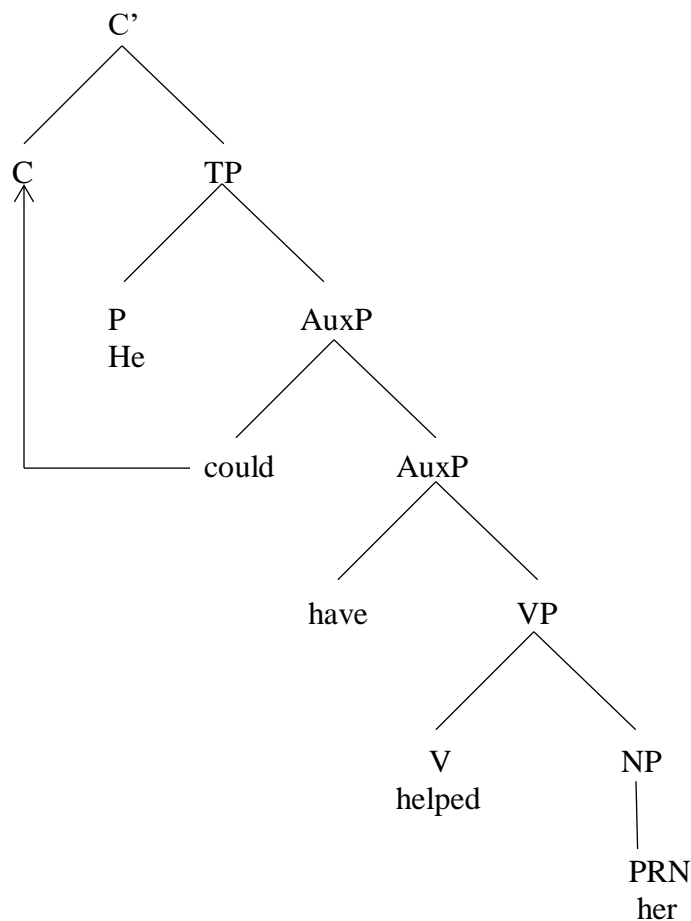 C’
C TP
P AuxP
He
could AuxP
have VP
V NP
helped
PRN
her